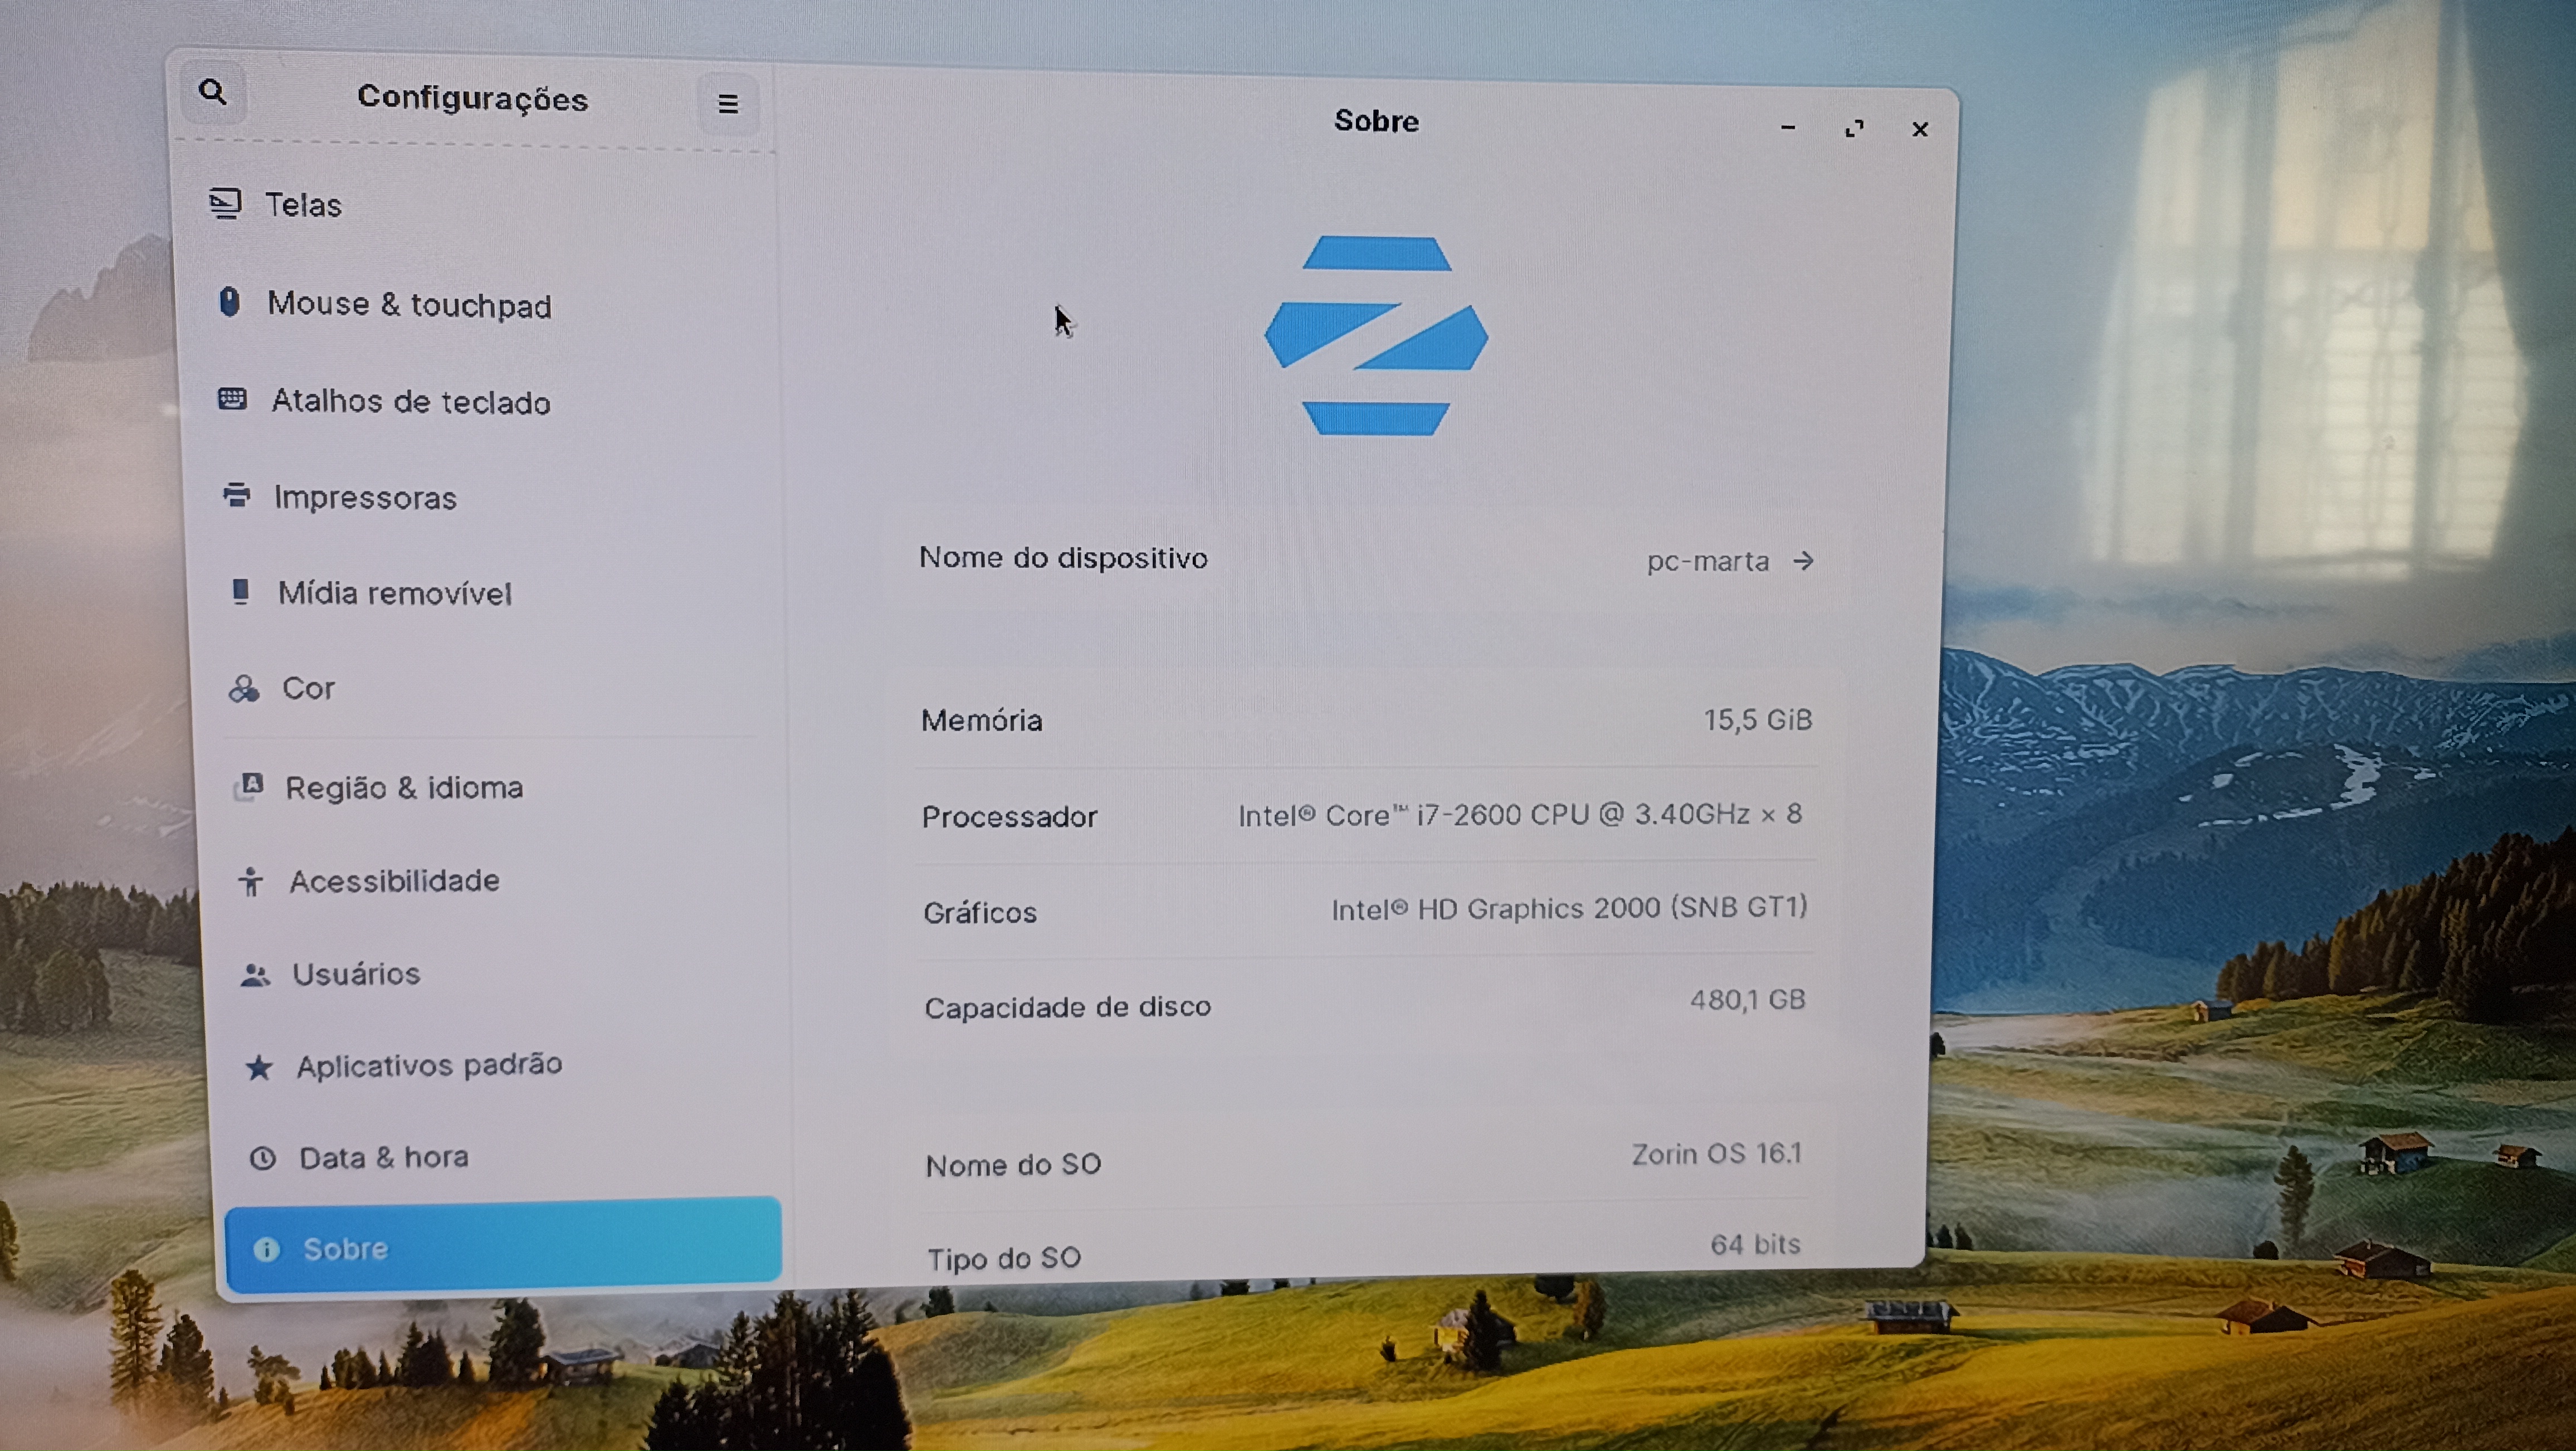 Configurações
Telas
Mouse & touchpad
Atalhos de teclado
Impressoras
Mídia removível
Cor
Região & idioma
Acessibilidade
Usuários
Aplicativos padrão
Data & hora
Sobre
Sobre
Nome do dispositivo pc-marta
Memória 15,5 GiB
Processador Intel® Core™ i7-2600 CPU @ 3.40GHz × 8
Gráficos Intel® HD Graphics 2000 (SNB GT1)
Capacidade de disco 480,1 GB
Nome do SO Zorin OS 16.1
Tipo do SO 64 bits